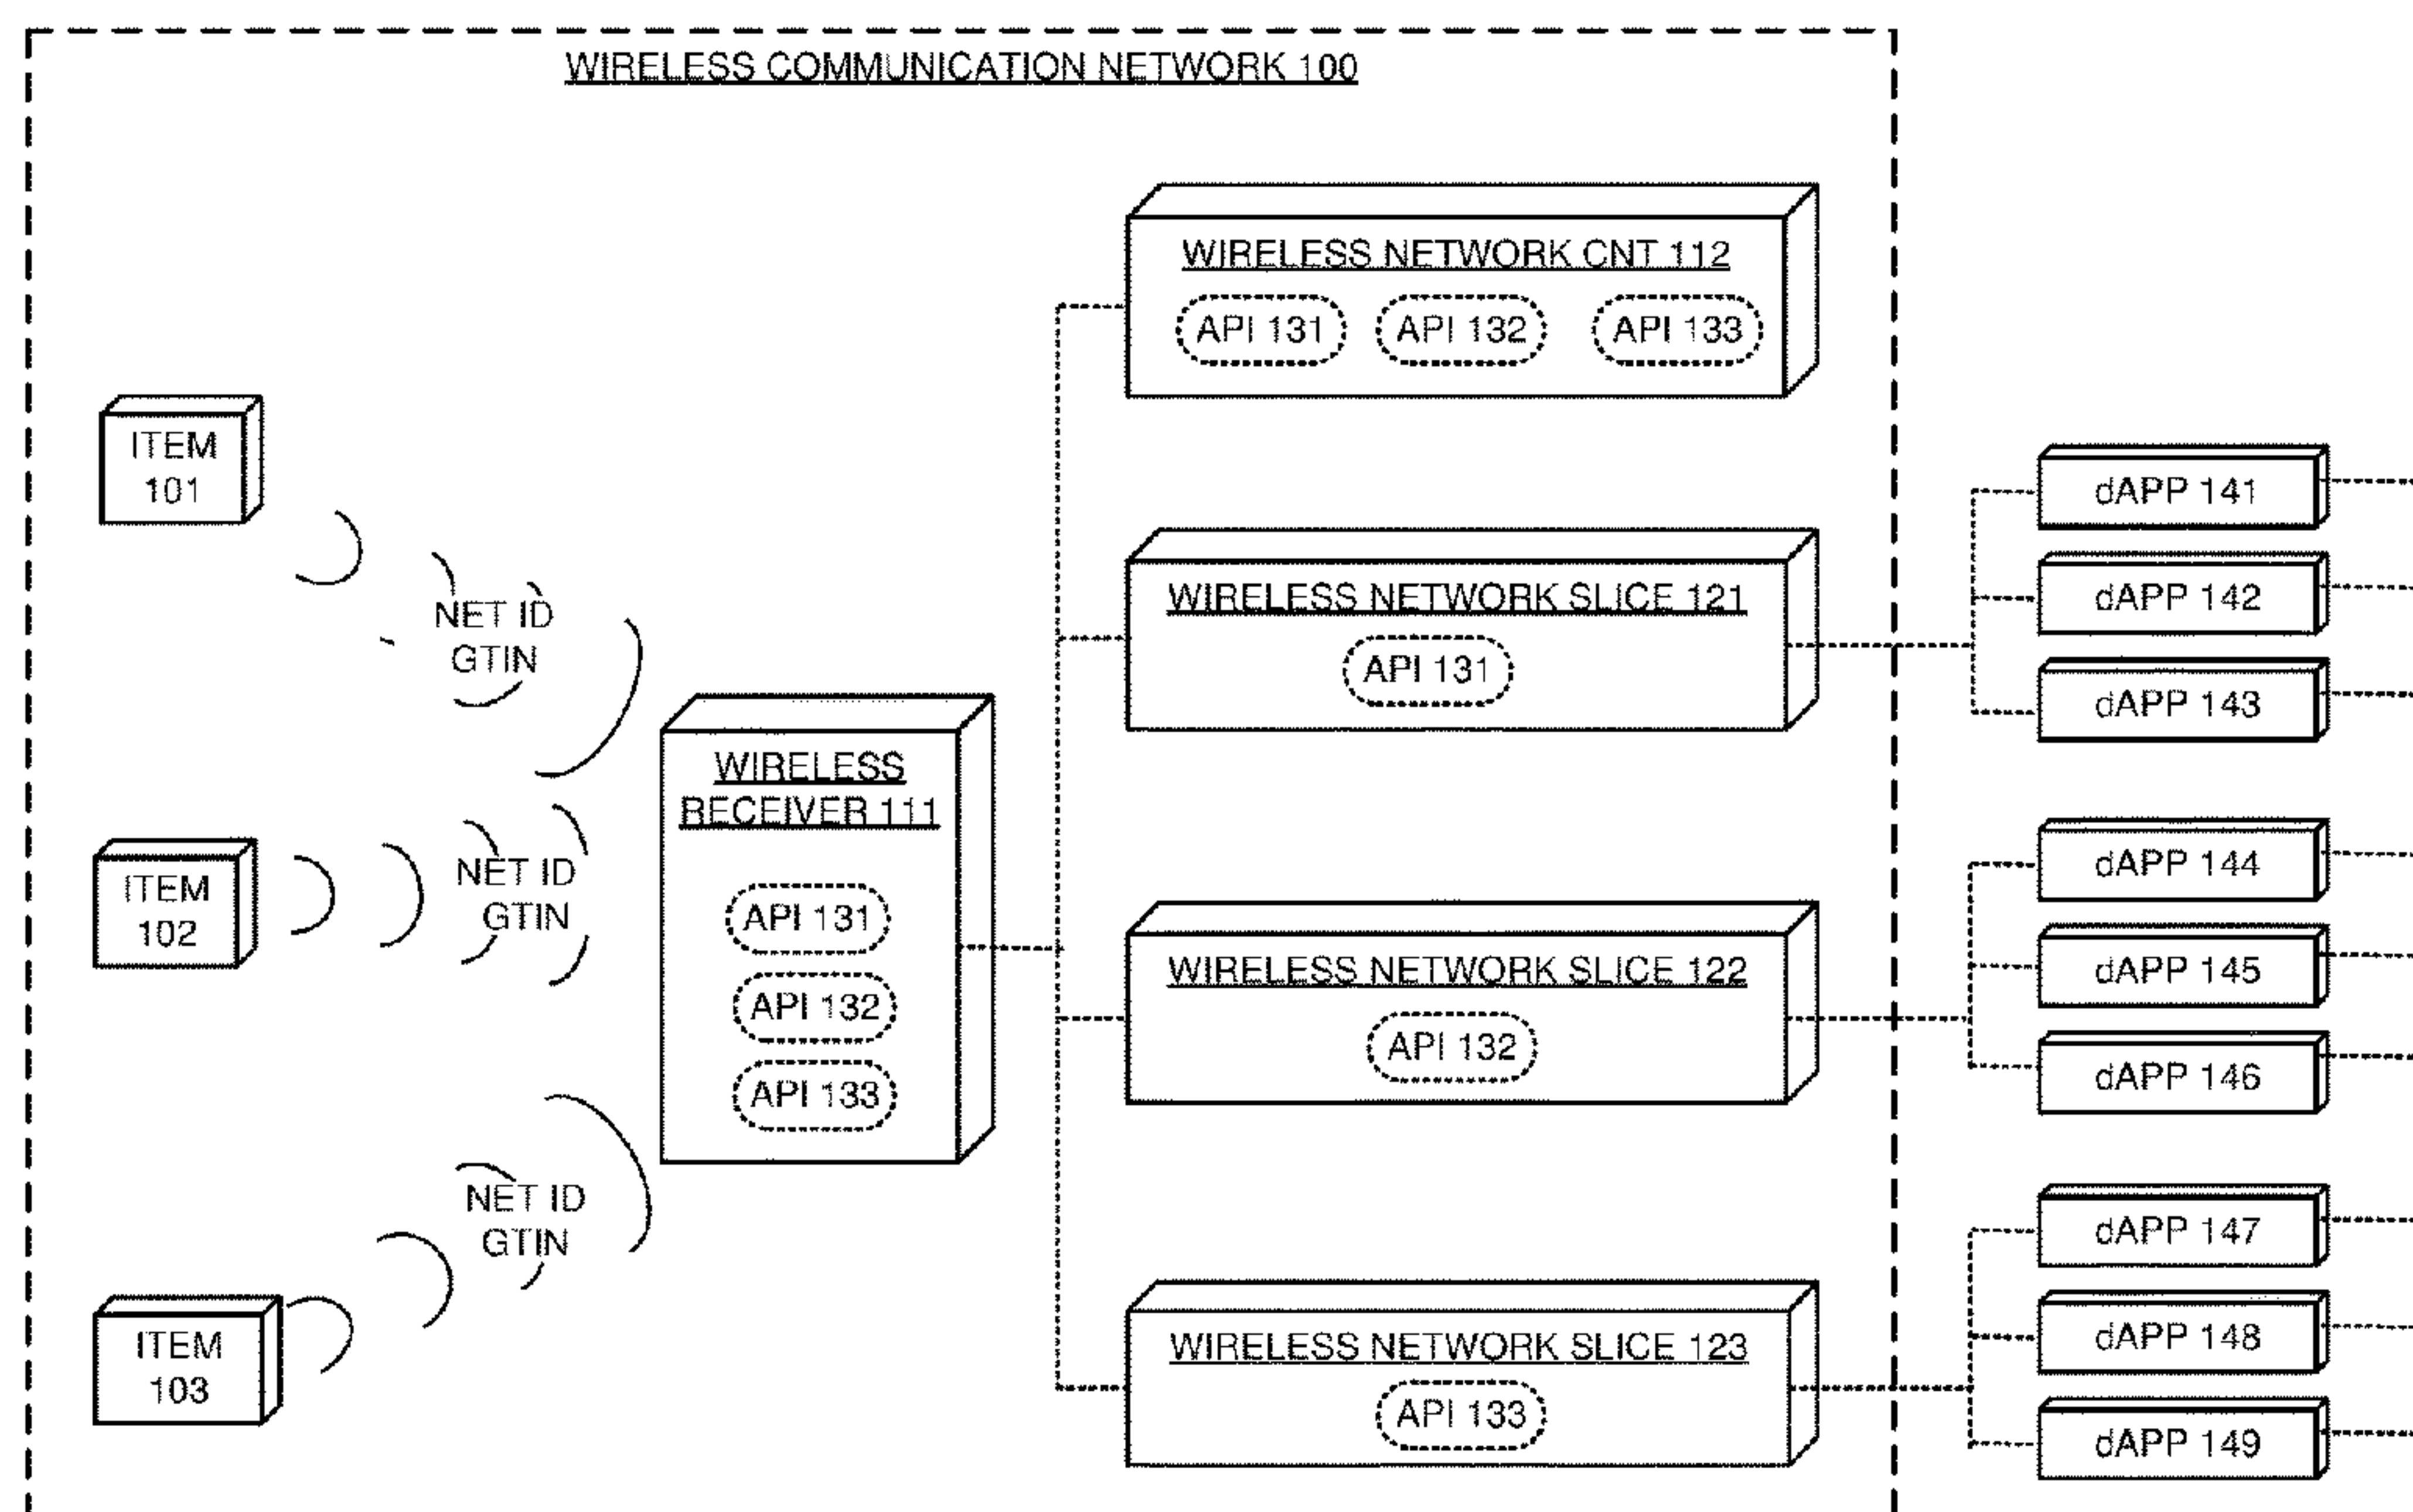 WIRELESS COMMUNICATION NETWORK 100
WIRELESS NETWORK CNT 112
API 131
API 132
API 133
ITEM
101
NET ID
GTIN
ITEM
102
NET ID
GTIN
ITEM
103
NET ID
GTIN
WIRELESS
RECEIVER 111
API 131
API 132
API 133
WIRELESS NETWORK SLICE 121
API 131
WIRELESS NETWORK SLICE 122
API 132
WIRELESS NETWORK SLICE 123
API 133
dAPP 141
dAPP 142
dAPP 143
dAPP 144
dAPP 145
dAPP 146
dAPP 147
dAPP 148
dAPP 149